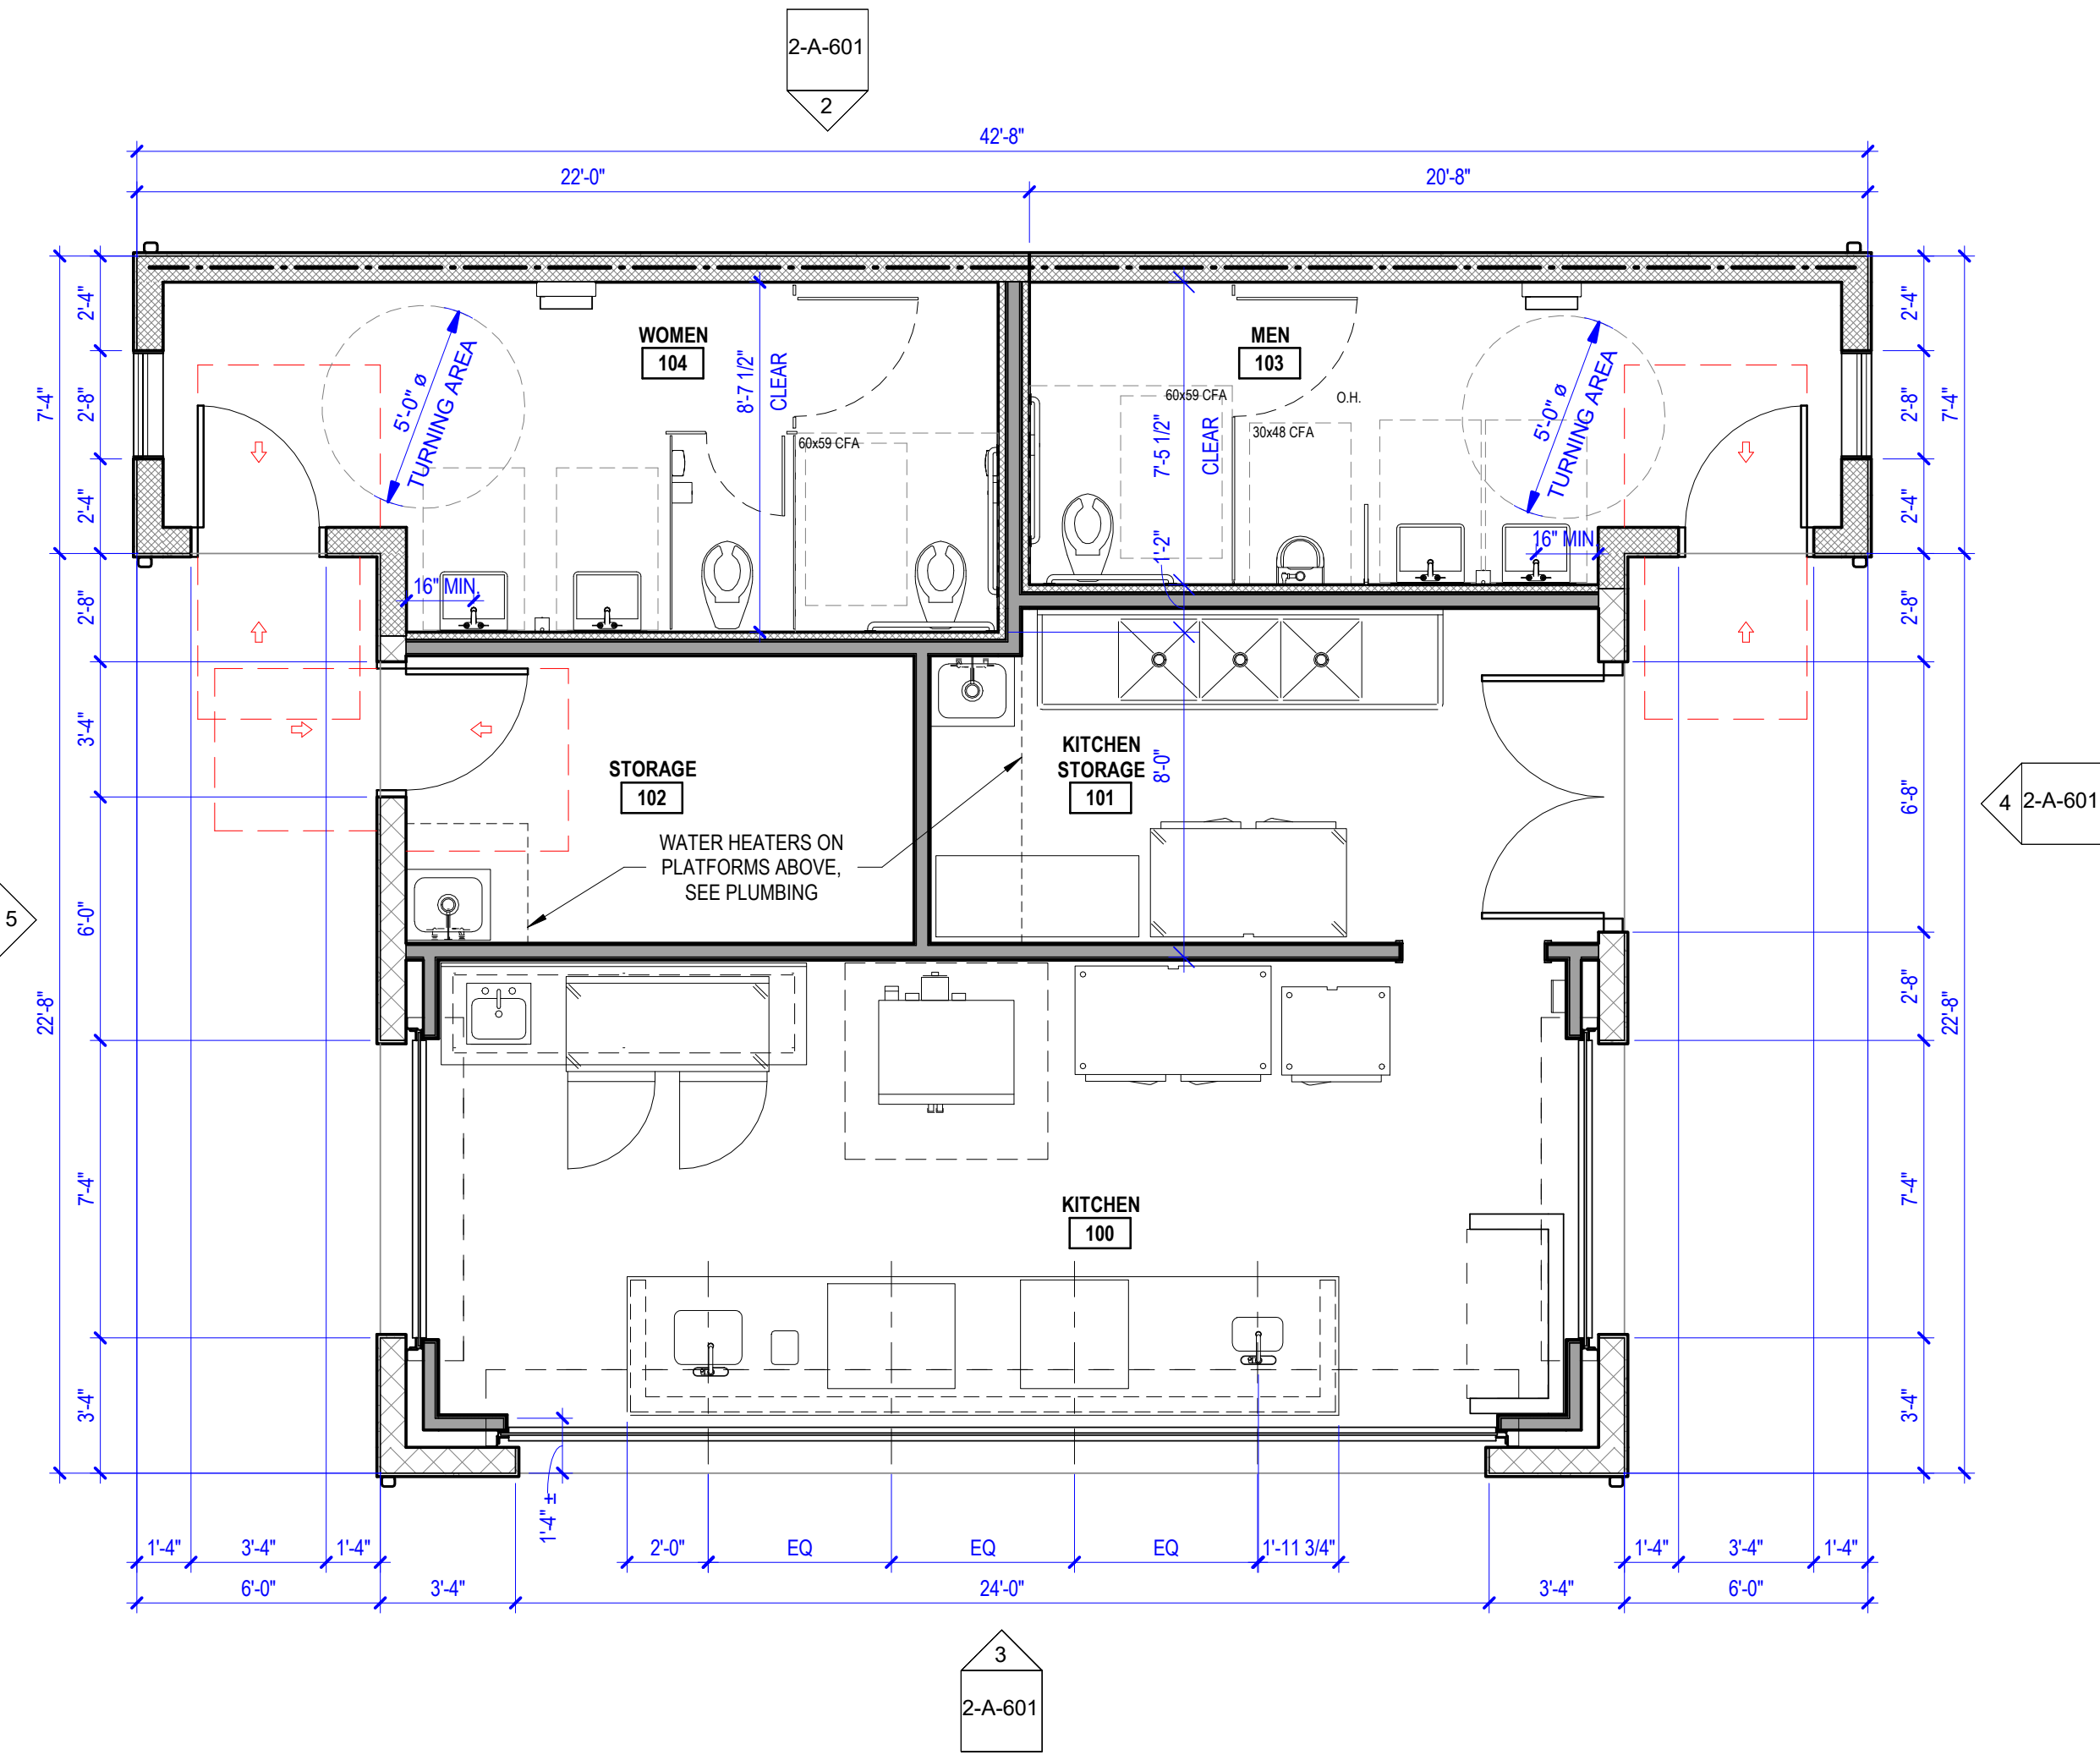 2-A-601
2
42'-8"
22'-0"
20'-8"
7'-4"
2'-4"
2'-8"
2'-4"
5'-0" ø
TURNING AREA
WOMEN
104
8'-7 1/2"
CLEAR
60x59 CFA
16" MIN.
MEN
103
60x59 CFA
O.H.
30x48 CFA
7'-5 1/2"
CLEAR
1'-2"
5'-0" ø
TURNING AREA
16" MIN.
2'-4"
2'-8"
2'-4"
7'-4"
2'-8"
3'-4"
6'-0"
22'-8"
7'-4"
3'-4"
5
STORAGE
102
WATER HEATERS ON
PLATFORMS ABOVE,
SEE PLUMBING
KITCHEN
STORAGE
101
8'-0"
2'-8"
6'-8"
2'-8"
22'-8"
7'-4"
3'-4"
4
2-A-601
KITCHEN
100
1'-4" ±
1'-4"
3'-4"
1'-4"
2'-0"
EQ
EQ
EQ
1'-11 3/4"
1'-4"
3'-4"
1'-4"
6'-0"
3'-4"
24'-0"
3'-4"
6'-0"
3
2-A-601